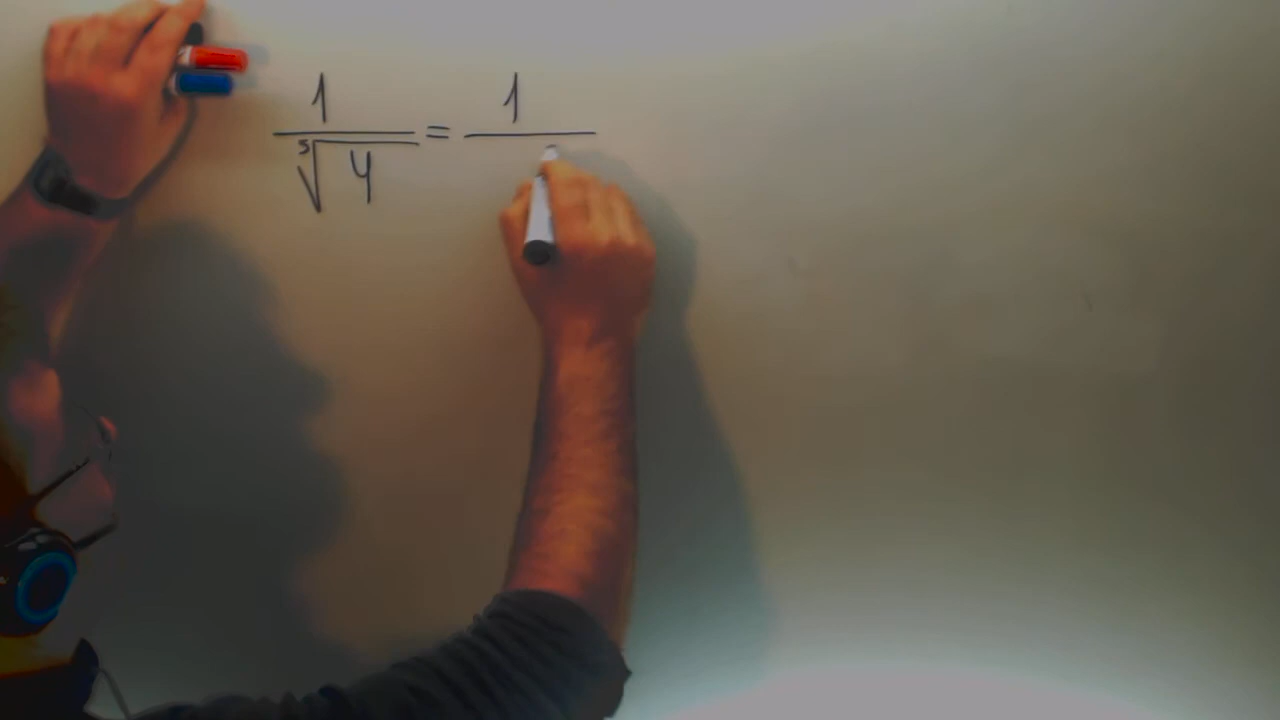 1 / ⁵√4 = 1 /